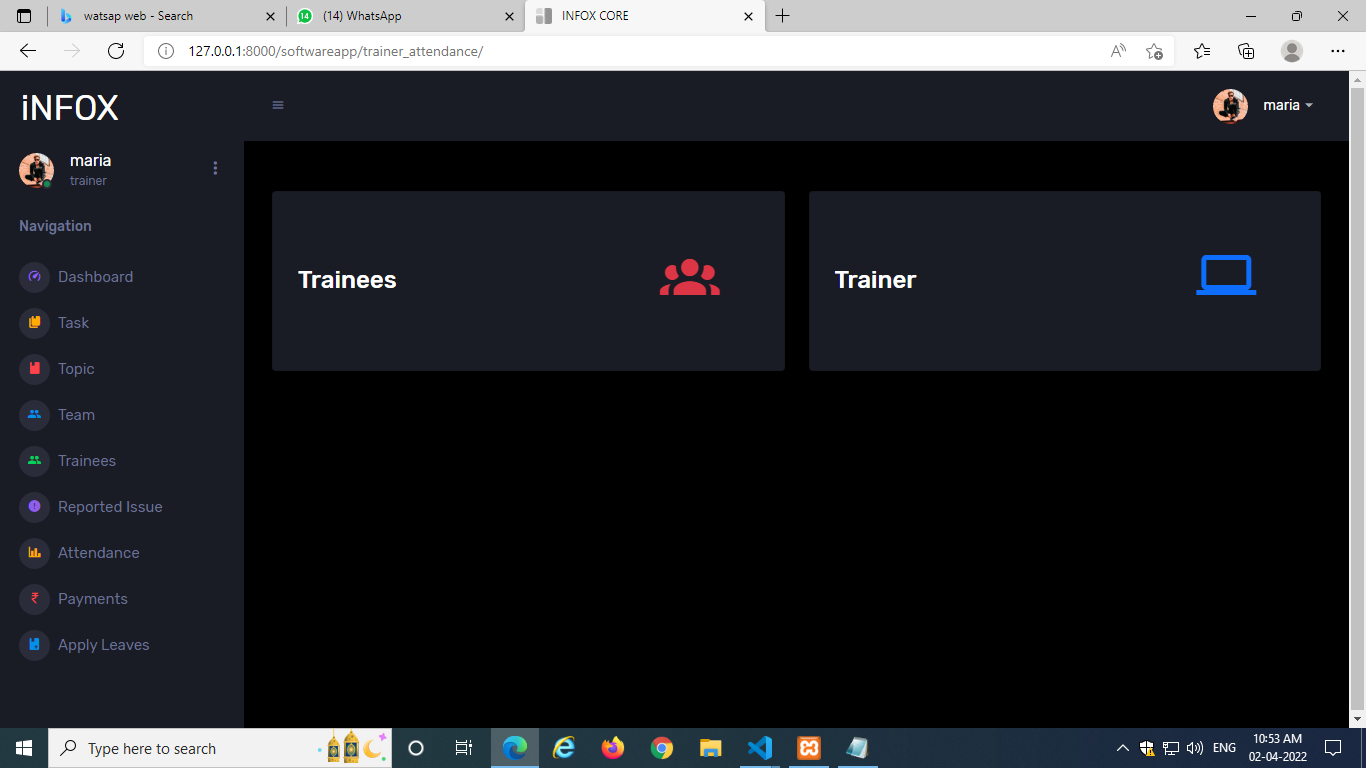 watsap web - Search
(14) WhatsApp
INFOX CORE
127.0.0.1:8000/softwareapp/trainer_attendance/
iNFOX
maria
maria
trainer
Navigation
Dashboard
Task
Topic
Team
Trainees
Reported Issue
Attendance
Payments
Apply Leaves
Trainees
Trainer
Type here to search
ENG
10:53 AM
02-04-2022